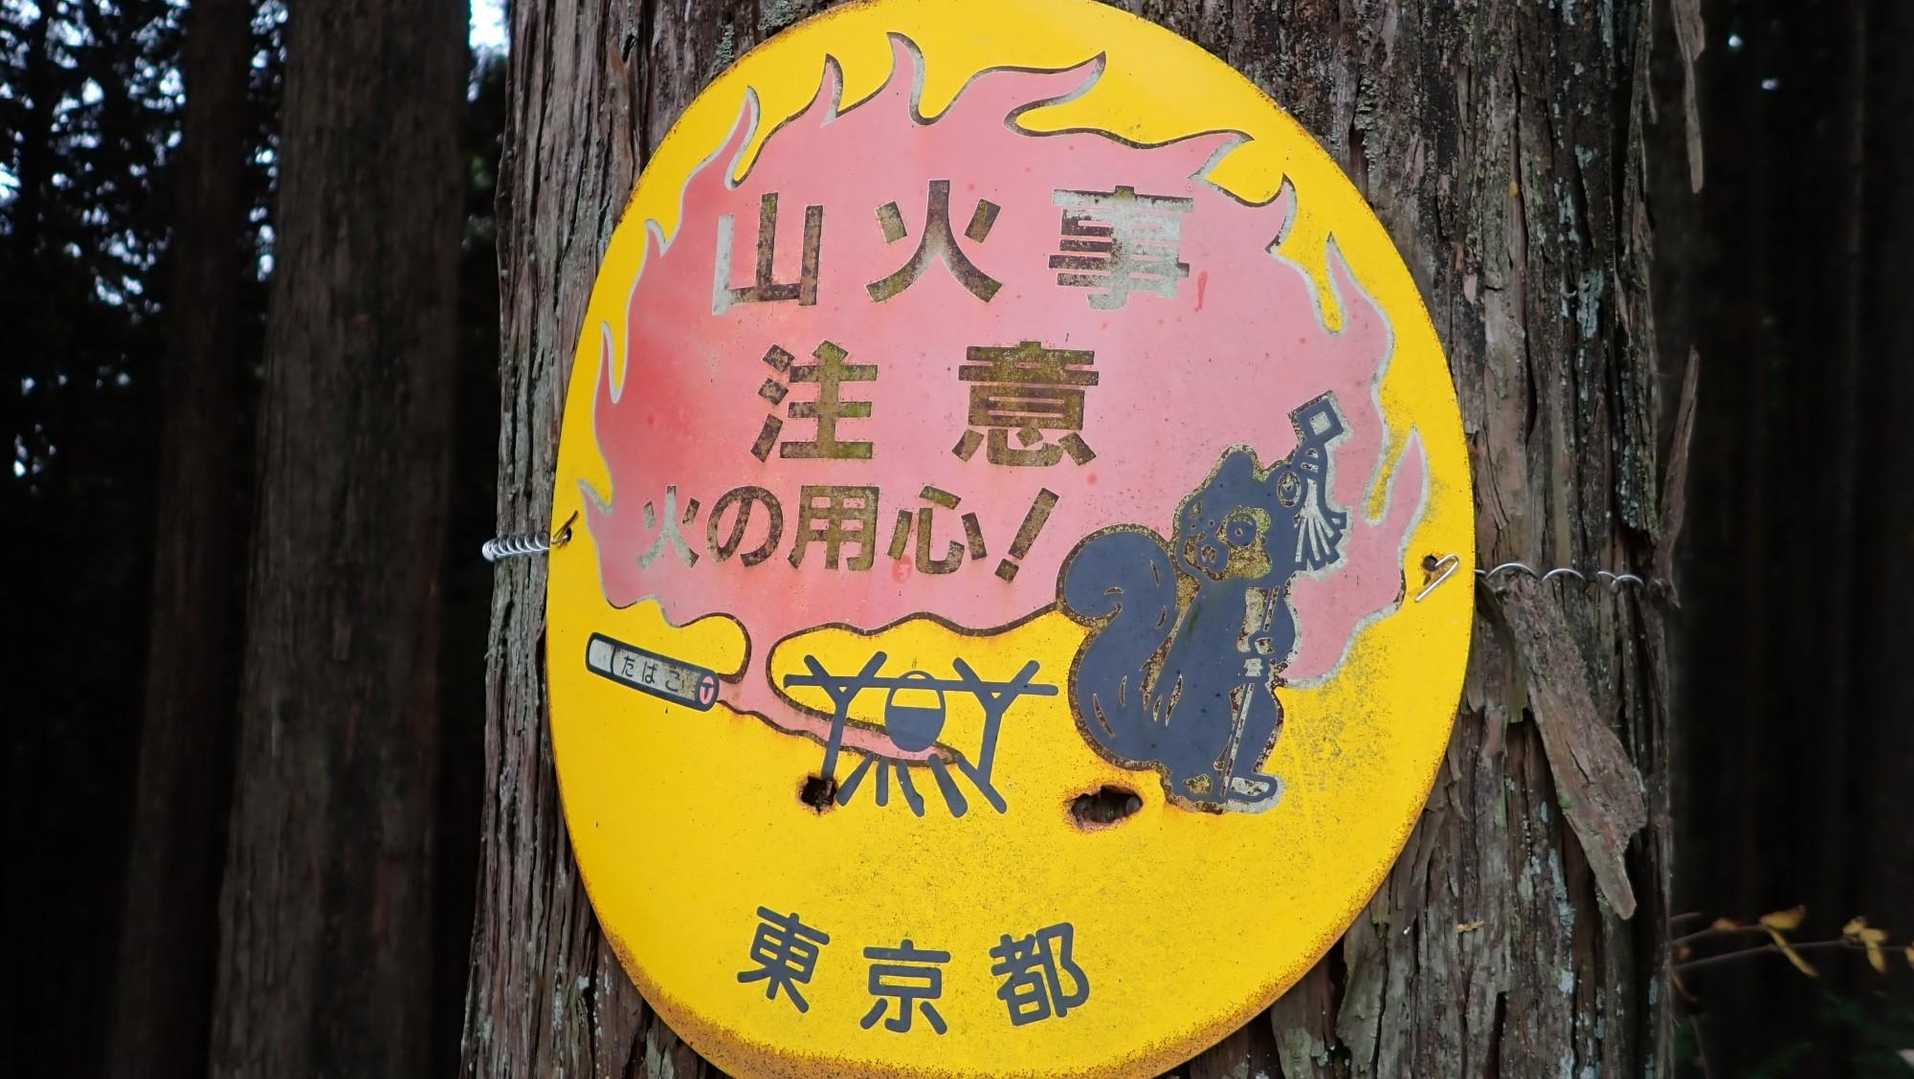 山火事
注意
火の用心!
たばこ
東京都